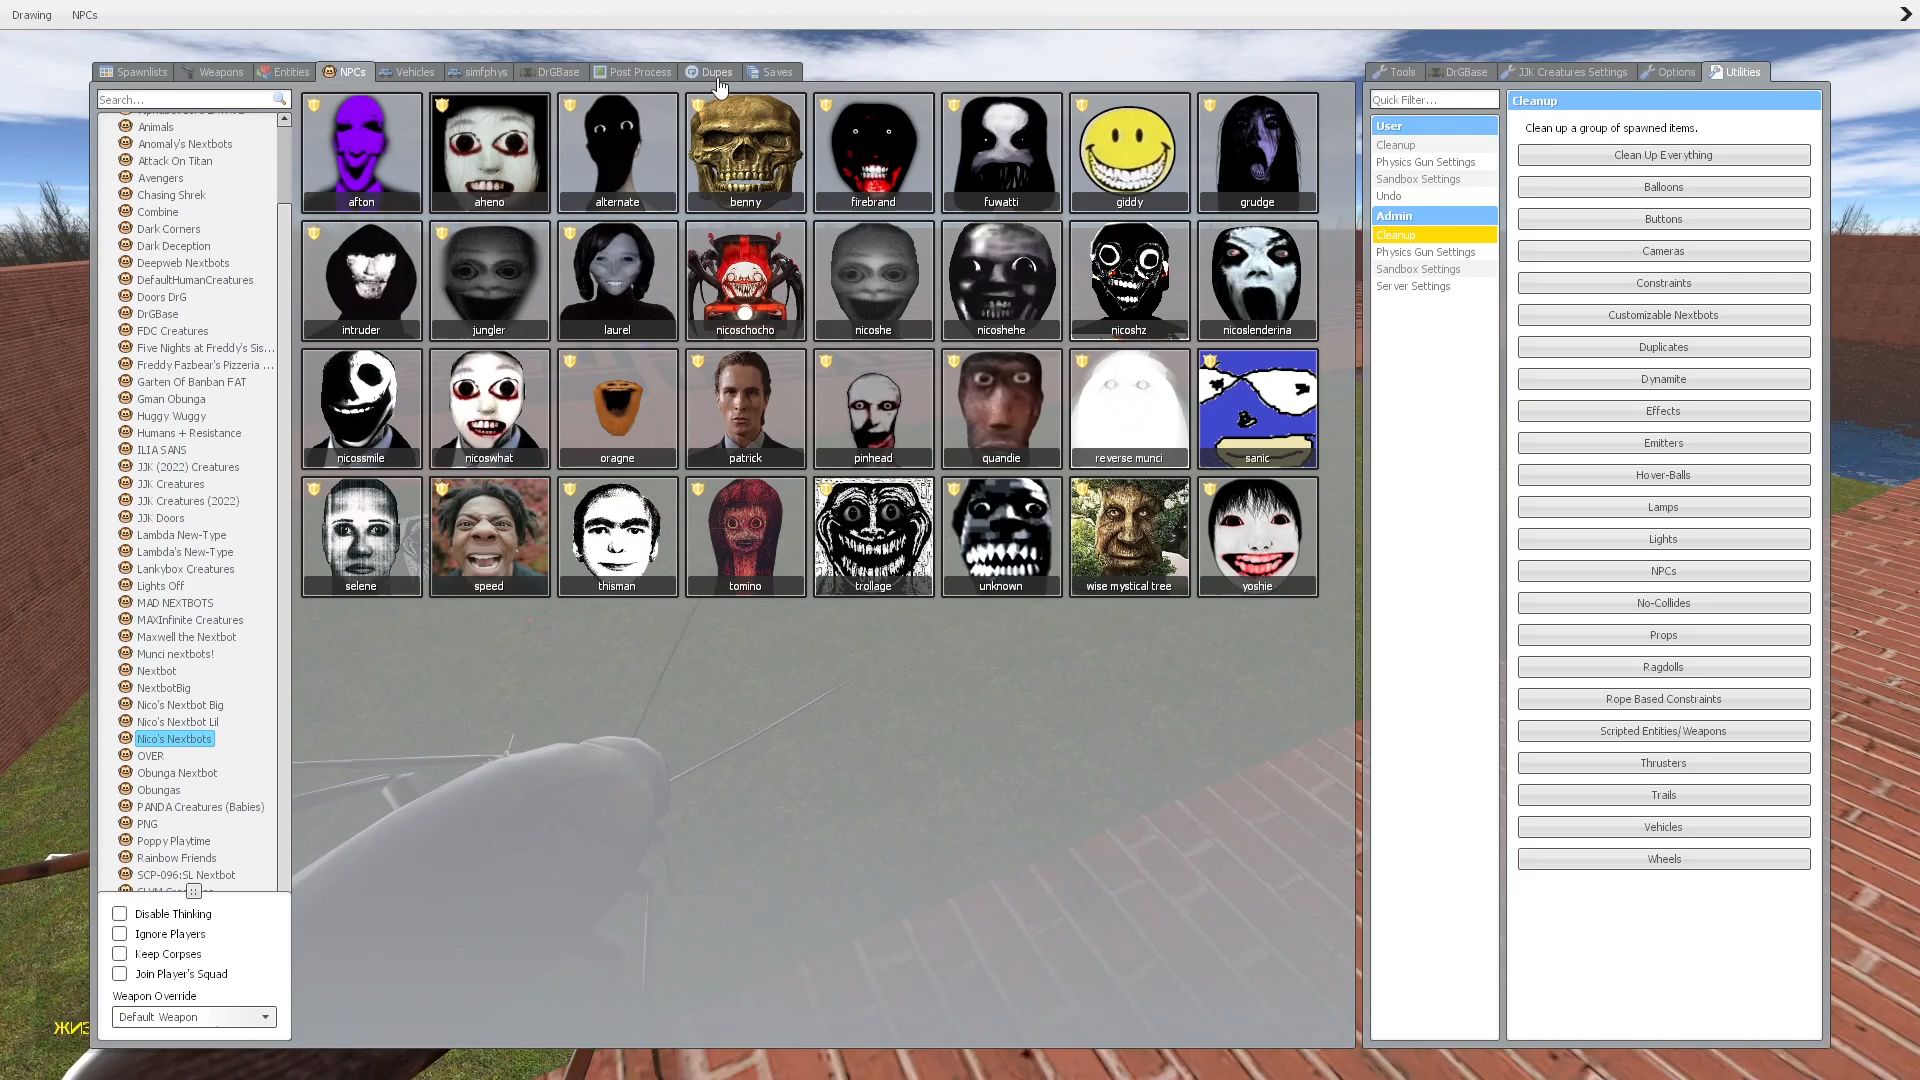 Drawing NPCs
Spawnlists Weapons Entities NPCs Vehicles simfphys DrGBase Post Process Dupes Saves
Search...
Animals
Anomaly's Nextbots
Attack On Titan
Avengers
Chasing Shrek
Combine
Dark Corners
Dark Deception
Deepweb Nextbots
DefaultHumanCreatures
Doors DrG
DrGBase
FDC Creatures
Five Nights at Freddy's Sis...
Freddy Fazbear's Pizzeria ...
Garten Of Banban FAT
Gman Obunga
Huggy Wuggy
Humans + Resistance
ILIA SANS
JJK (2022) Creatures
JJK Creatures
JJK Creatures (2022)
JJK Doors
Lambda New-Type
Lambda's New-Type
Lankybox Creatures
Lights Off
MAD NEXTBOTS
MAXInfinite Creatures
Maxwell the Nextbot
Munci nextbots!
Nextbot
NextbotBig
Nico's Nextbot Big
Nico's Nextbot Lil
Nico's Nextbots
OVER
Obunga Nextbot
Obungas
PANDA Creatures (Babies)
PNG
Poppy Playtime
Rainbow Friends
SCP-096:SL Nextbot
Disable Thinking
Ignore Players
Keep Corpses
Join Player's Squad
Weapon Override
Default Weapon
ЖИЗ
afton aheno alternate benny firebrand fuwatti giddy grudge
intruder jungler laurel nicoschocho nicoshe nicoshehe nicoshz nicoslenderina
nicossmile nicoswhat oragne patrick pinhead quandie reverse munci sanic
selene speed thisman tomino trollage unknown wise mystical tree yoshie
Tools DrGBase JJK Creatures Settings Options Utilities
Quick Filter...
User
Cleanup
Physics Gun Settings
Sandbox Settings
Undo
Admin
Cleanup
Physics Gun Settings
Sandbox Settings
Server Settings
Cleanup
Clean up a group of spawned items.
Clean Up Everything
Balloons
Buttons
Cameras
Constraints
Customizable Nextbots
Duplicates
Dynamite
Effects
Emitters
Hover-Balls
Lamps
Lights
NPCs
No-Collides
Props
Ragdolls
Rope Based Constraints
Scripted Entities/Weapons
Thrusters
Trails
Vehicles
Wheels